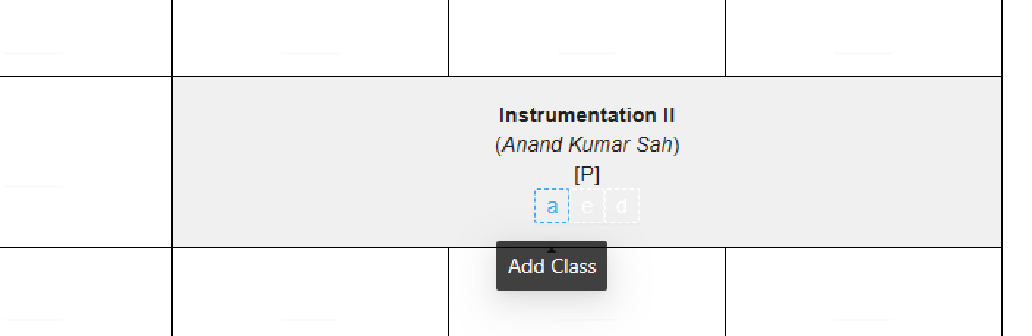 Instrumentation II
(Anand Kumar Sah)
[P]
a e d
Add Class